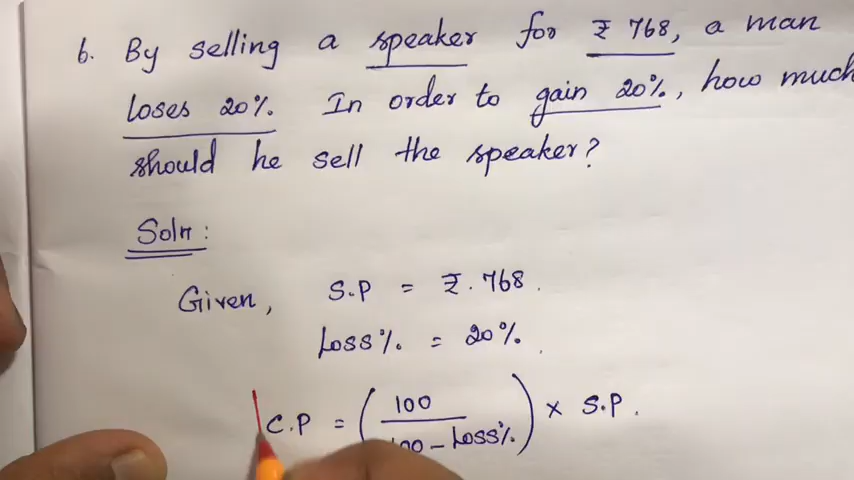 6. By selling a speaker for ₹ 768, a man
loses 20%. In order to gain 20%, how much
should he sell the speaker?
Soln:
Given, S.P = ₹. 768.
Loss% = 20%.
C.P = (100 / 100 - Loss%) × S.P.